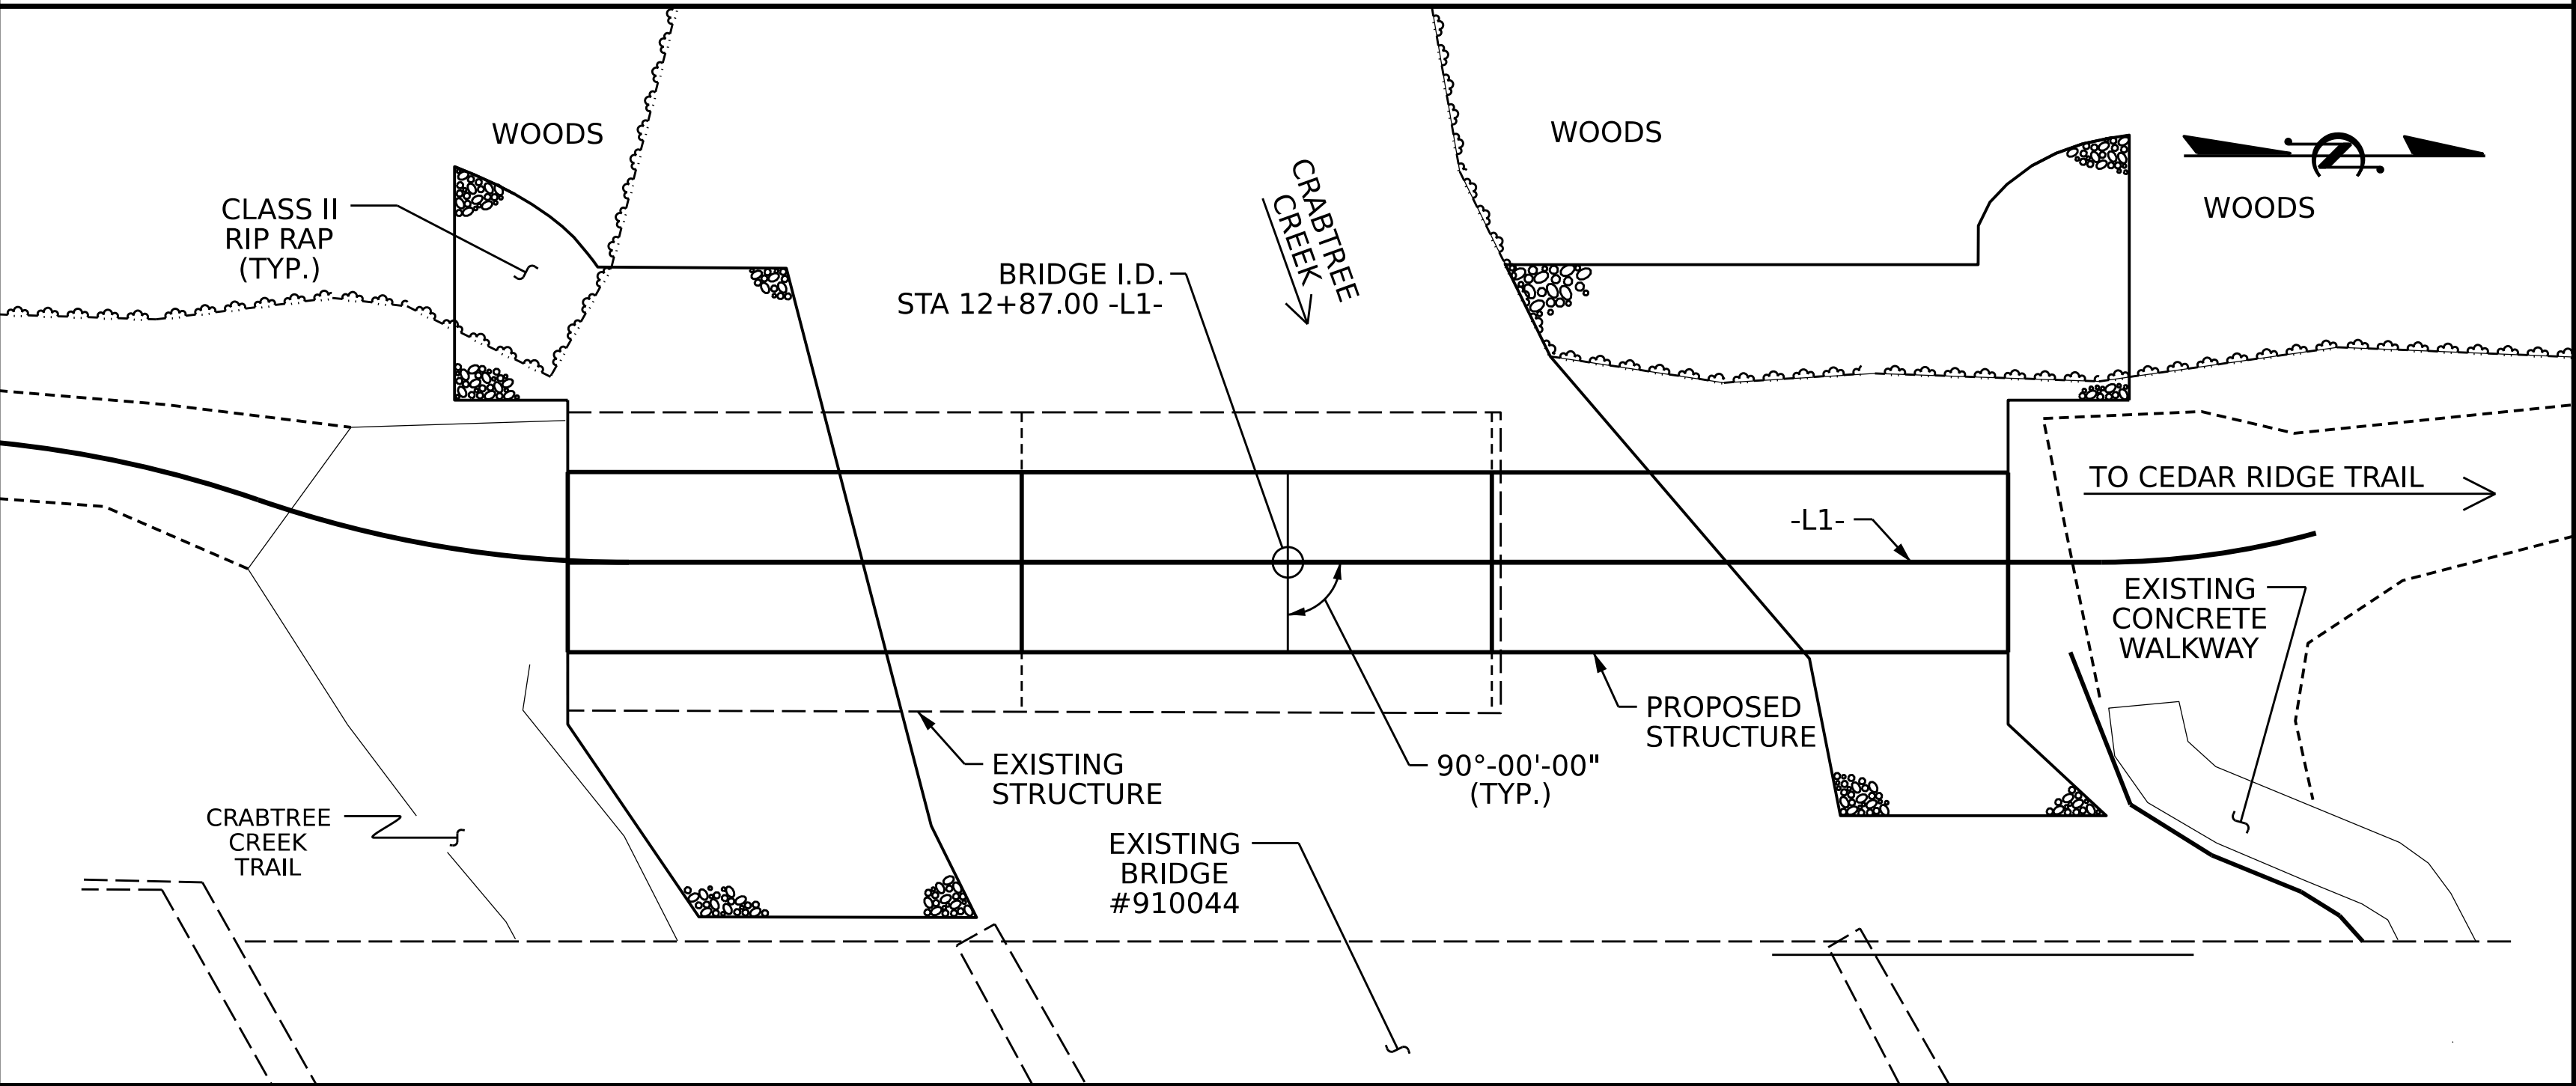 WOODS
WOODS
WOODS
CLASS II
RIP RAP
(TYP.)
CRABTREE
CREEK
BRIDGE I.D.
STA 12+87.00 -L1-
TO CEDAR RIDGE TRAIL
-L1-
EXISTING
CONCRETE
WALKWAY
PROPOSED
STRUCTURE
EXISTING
STRUCTURE
90°-00'-00"
(TYP.)
CRABTREE
CREEK
TRAIL
EXISTING
BRIDGE
#910044